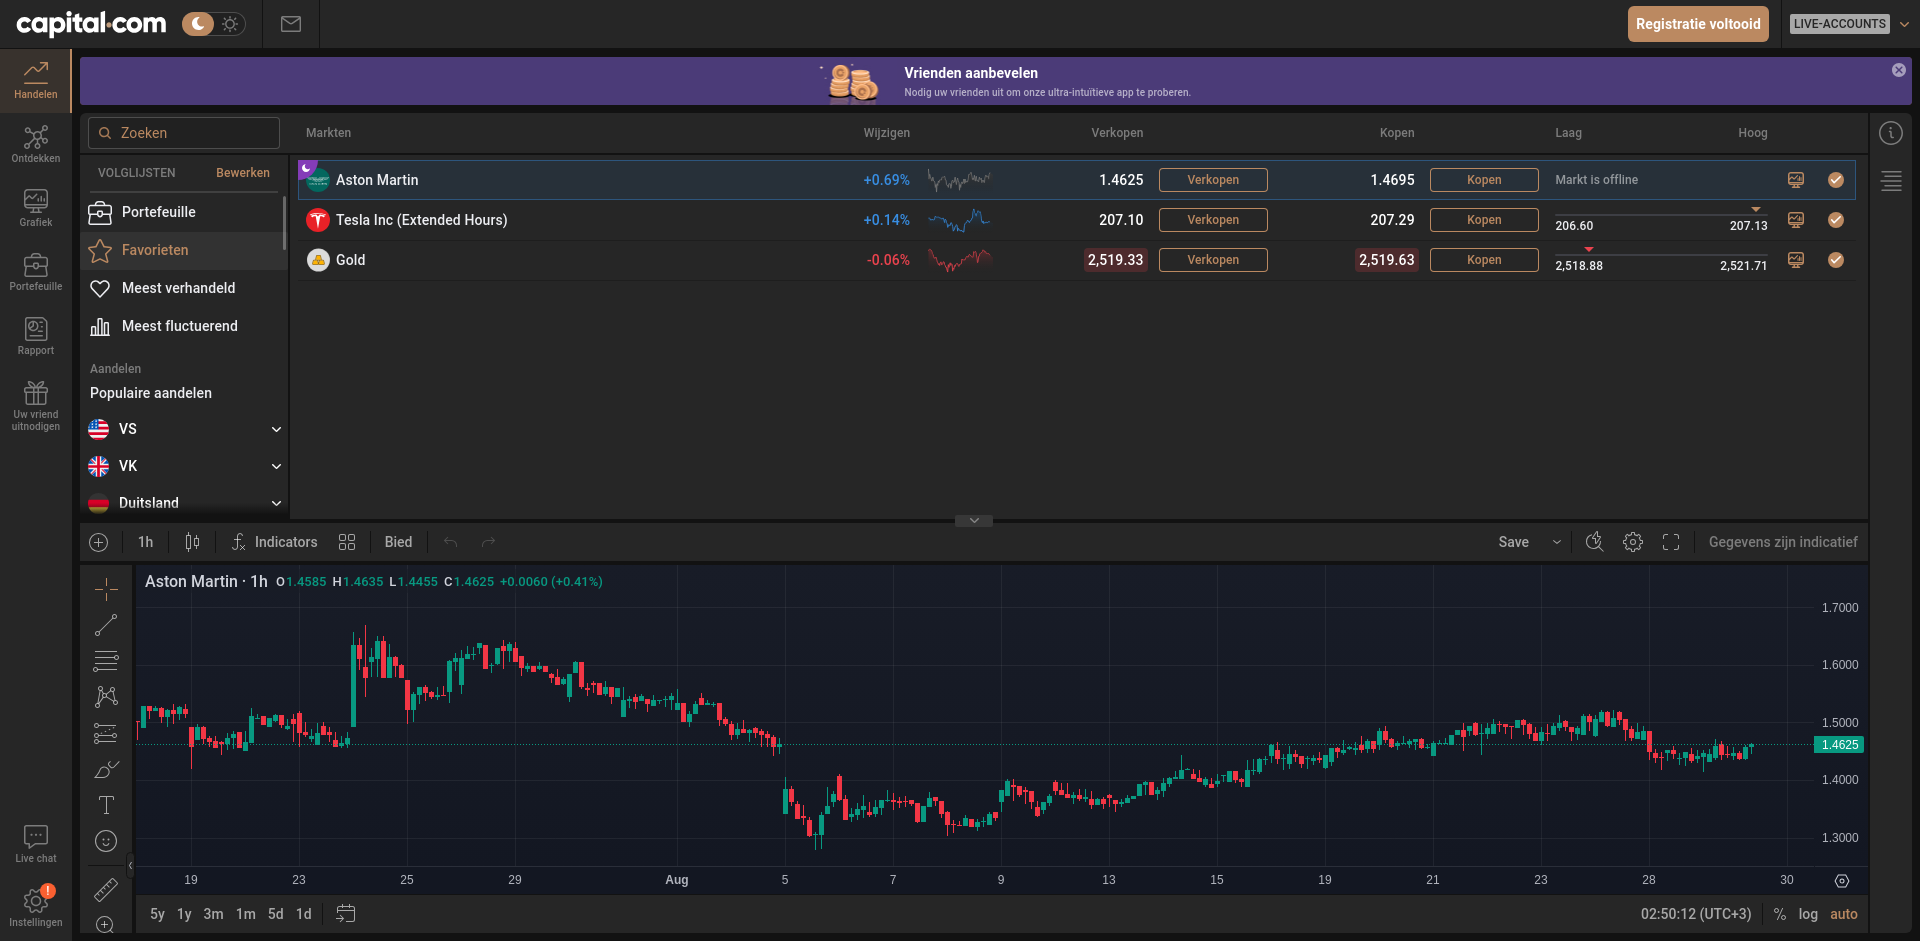 capital.com
Registratie voltooid
LIVE-ACCOUNTS
Handelen
Ontdekken
Grafiek
Portefeuille
Rapport
Uw vriend
uitnodigen
Live chat
!
Instellingen
Vrienden aanbevelen
Nodig uw vrienden uit om onze ultra-intuïtieve app te proberen.
Zoeken
Markten Wijzigen Verkopen Kopen Laag Hoog
VOLGLIJSTEN Bewerken
Portefeuille
Favorieten
Meest verhandeld
Meest fluctuerend
Aandelen
Populaire aandelen
VS
VK
Duitsland
Aston Martin +0.69% 1.4625 Verkopen 1.4695 Kopen Markt is offline
Tesla Inc (Extended Hours) +0.14% 207.10 Verkopen 207.29 Kopen 206.60 207.13
Gold -0.06% 2,519.33 Verkopen 2,519.63 Kopen 2,518.88 2,521.71
1h Indicators Bied Save Gegevens zijn indicatief
Aston Martin · 1h O1.4585 H1.4635 L1.4455 C1.4625 +0.0060 (+0.41%)
1.7000
1.6000
1.5000
1.4625
1.4000
1.3000
19 23 25 29 Aug 5 7 9 13 15 19 21 23 28 30
5y 1y 3m 1m 5d 1d 02:50:12 (UTC+3) % log auto